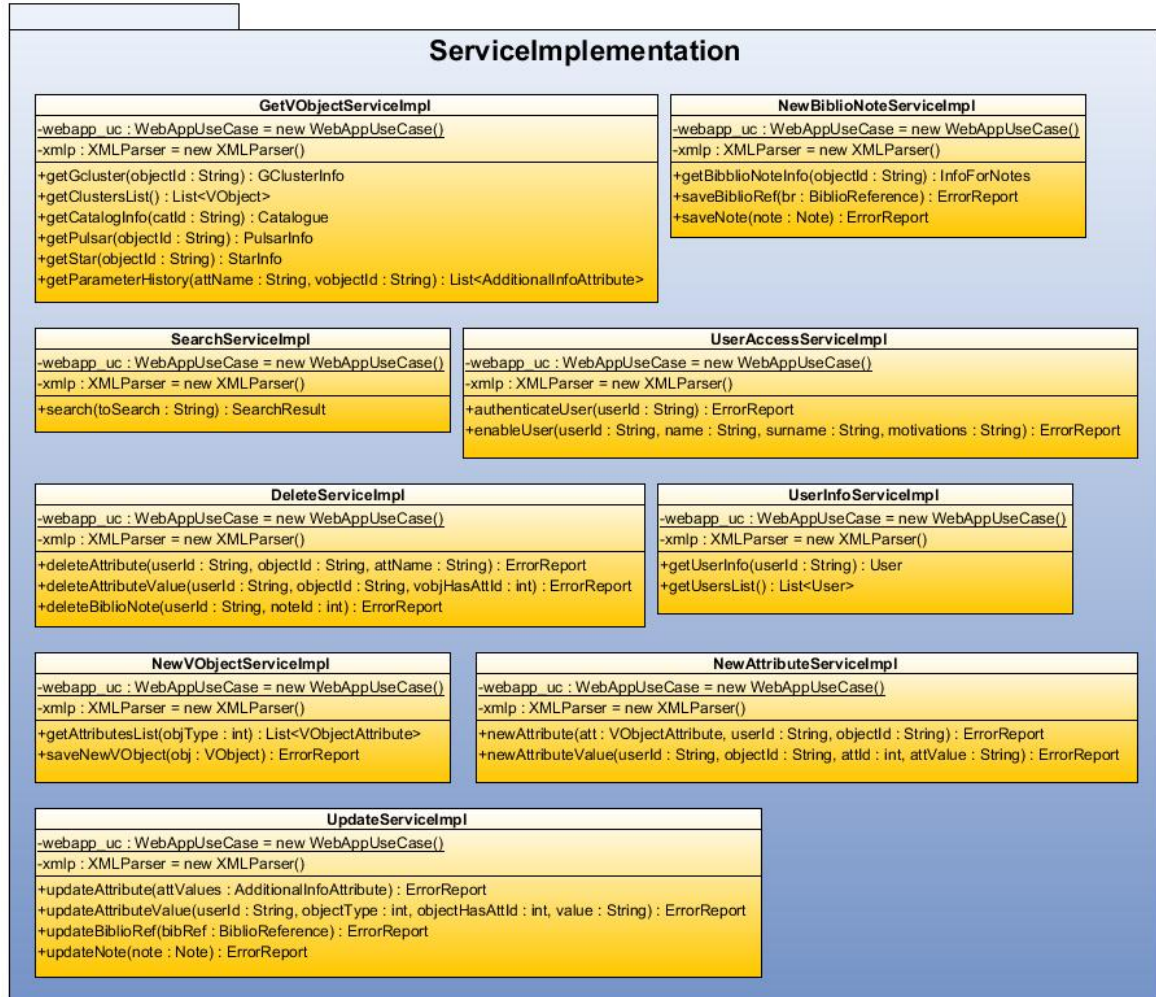 ServiceImplementation
GetVObjectServiceImpl
-webapp_uc : WebAppUseCase = new WebAppUseCase()
-xmlp : XMLParser = new XMLParser()
+getGcluster(objectId : String) : GClusterInfo
+getClustersList() : List<VObject>
+getCatalogInfo(catId : String) : Catalogue
+getPulsar(objectId : String) : PulsarInfo
+getStar(objectId : String) : StarInfo
+getParameterHistory(attName : String, vobjectId : String) : List<AdditionalInfoAttribute>
NewBiblioNoteServiceImpl
-webapp_uc : WebAppUseCase = new WebAppUseCase()
-xmlp : XMLParser = new XMLParser()
+getBibblioNoteInfo(objectId : String) : InfoForNotes
+saveBiblioRef(br : BiblioReference) : ErrorReport
+saveNote(note : Note) : ErrorReport
SearchServiceImpl
-webapp_uc : WebAppUseCase = new WebAppUseCase()
-xmlp : XMLParser = new XMLParser()
+search(toSearch : String) : SearchResult
UserAccessServiceImpl
-webapp_uc : WebAppUseCase = new WebAppUseCase()
-xmlp : XMLParser = new XMLParser()
+authenticateUser(userId : String) : ErrorReport
+enableUser(userId : String, name : String, surname : String, motivations : String) : ErrorReport
DeleteServiceImpl
-webapp_uc : WebAppUseCase = new WebAppUseCase()
-xmlp : XMLParser = new XMLParser()
+deleteAttribute(userId : String, objectId : String, attName : String) : ErrorReport
+deleteAttributeValue(userId : String, objectId : String, vobjHasAttId : int) : ErrorReport
+deleteBiblioNote(userId : String, noteId : int) : ErrorReport
UserInfoServiceImpl
-webapp_uc : WebAppUseCase = new WebAppUseCase()
-xmlp : XMLParser = new XMLParser()
+getUserInfo(userId : String) : User
+getUsersList() : List<User>
NewVObjectServiceImpl
-webapp_uc : WebAppUseCase = new WebAppUseCase()
-xmlp : XMLParser = new XMLParser()
+getAttributesList(objType : int) : List<VObjectAttribute>
+saveNewVObject(obj : VObject) : ErrorReport
NewAttributeServiceImpl
-webapp_uc : WebAppUseCase = new WebAppUseCase()
-xmlp : XMLParser = new XMLParser()
+newAttribute(att : VObjectAttribute, userId : String, objectId : String) : ErrorReport
+newAttributeValue(userId : String, objectId : String, attId : int, attValue : String) : ErrorReport
UpdateServiceImpl
-webapp_uc : WebAppUseCase = new WebAppUseCase()
-xmlp : XMLParser = new XMLParser()
+updateAttribute(attValues : AdditionalInfoAttribute) : ErrorReport
+updateAttributeValue(userId : String, objectType : int, objectHasAttId : int, value : String) : ErrorReport
+updateBiblioRef(bibRef : BiblioReference) : ErrorReport
+updateNote(note : Note) : ErrorReport